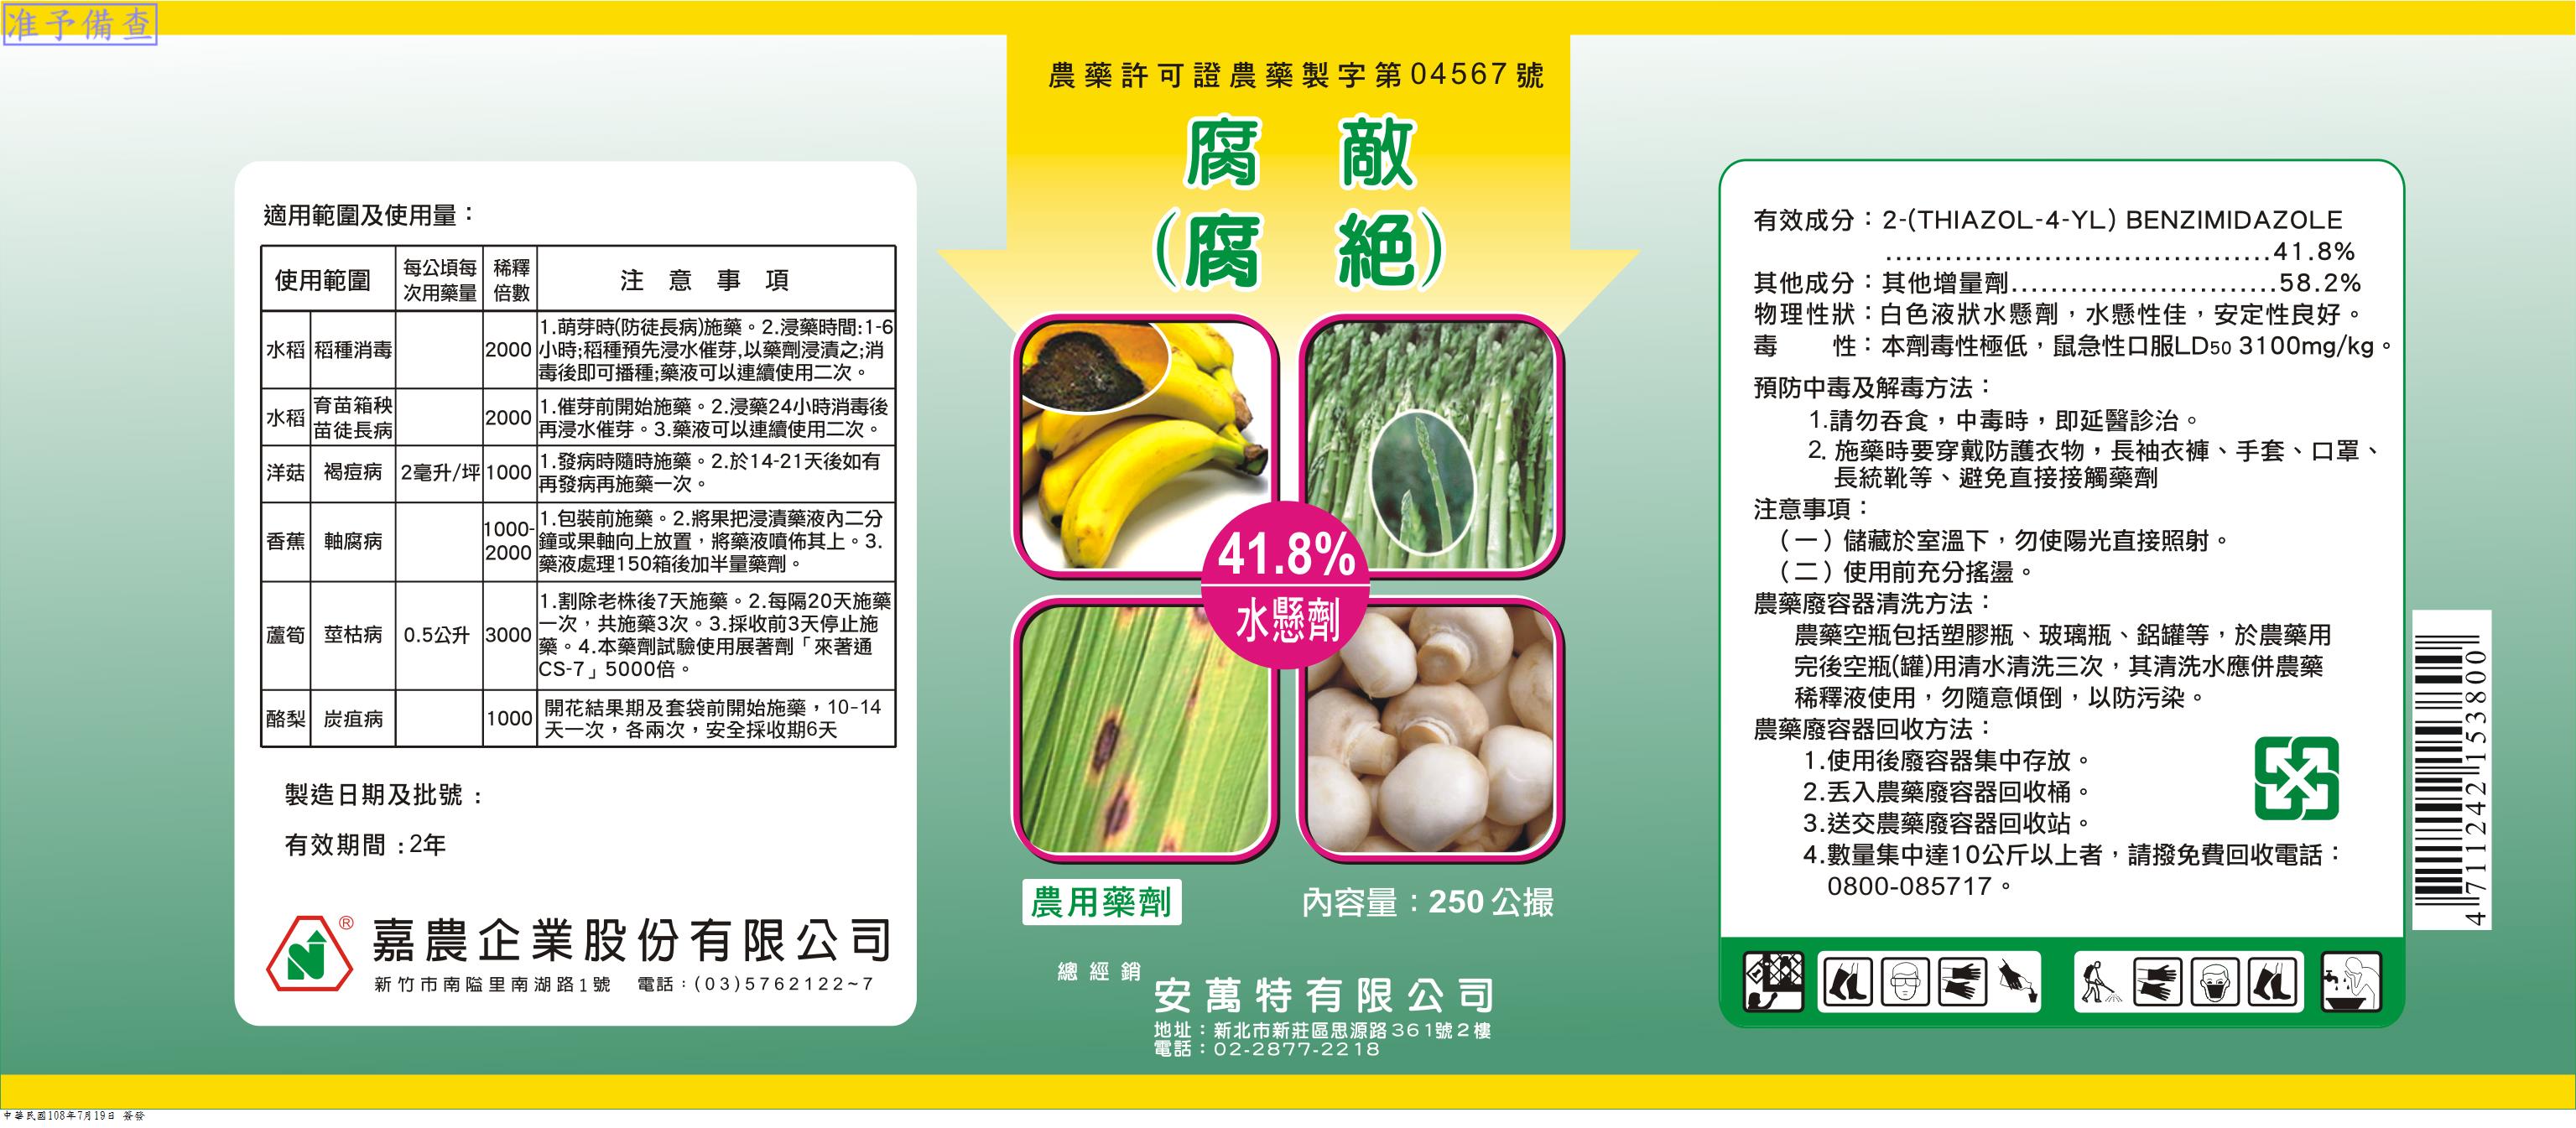 准予備查
適用範圍及使用量：
使用範圍 每公頃每次用藥量 稀釋倍數 注意事項
水稻 稻種消毒 2000 1.萌芽時(防徒長病)施藥。2.浸藥時間:1-6
小時;稻種預先浸水催芽,以藥劑浸漬之;消
毒後即可播種;藥液可以連續使用二次。
水稻 育苗箱秧苗徒長病 2000 1.催芽前開始施藥。2.浸藥24小時消毒後
再浸水催芽。3.藥液可以連續使用二次。
洋菇 褐痘病 2毫升/坪 1000 1.發病時隨時施藥。2.於14-21天後如有
再發病再施藥一次。
香蕉 軸腐病 1000-2000 1.包裝前施藥。2.將果把浸漬藥液內二分
鐘或果軸向上放置，將藥液噴佈其上。3.
藥液處理150箱後加半量藥劑。
蘆筍 莖枯病 0.5公升 3000 1.割除老株後7天施藥。2.每隔20天施藥
一次，共施藥3次。3.採收前3天停止施
藥。4.本藥劑試驗使用展著劑「來著通
CS-7」5000倍。
酪梨 炭疽病 1000 開花結果期及套袋前開始施藥，10-14
天一次，各兩次，安全採收期6天
製造日期及批號：
有效期間：2年
嘉農企業股份有限公司
新竹市南隘里南湖路1號 電話：(03)5762122~7
農藥許可證農藥製字第04567號
腐敵
(腐絕)
41.8%
水懸劑
農用藥劑
內容量：250公撮
總經銷
安萬特有限公司
地址：新北市新莊區思源路361號2樓
電話：02-2877-2218
有效成分：2-(THIAZOL-4-YL) BENZIMIDAZOLE
.......................................41.8%
其他成分：其他增量劑...........................58.2%
物理性狀：白色液狀水懸劑，水懸性佳，安定性良好。
毒　　性：本劑毒性極低，鼠急性口服LD50 3100mg/kg。
預防中毒及解毒方法：
1.請勿吞食，中毒時，即延醫診治。
2. 施藥時要穿戴防護衣物，長袖衣褲、手套、口罩、
長統靴等、避免直接接觸藥劑
注意事項：
（一）儲藏於室溫下，勿使陽光直接照射。
（二）使用前充分搖盪。
農藥廢容器清洗方法：
農藥空瓶包括塑膠瓶、玻璃瓶、鋁罐等，於農藥用
完後空瓶(罐)用清水清洗三次，其清洗水應併農藥
稀釋液使用，勿隨意傾倒，以防污染。
農藥廢容器回收方法：
1.使用後廢容器集中存放。
2.丟入農藥廢容器回收桶。
3.送交農藥廢容器回收站。
4.數量集中達10公斤以上者，請撥免費回收電話：
0800-085717。
4711242153800
中華民國108年7月19日 簽發